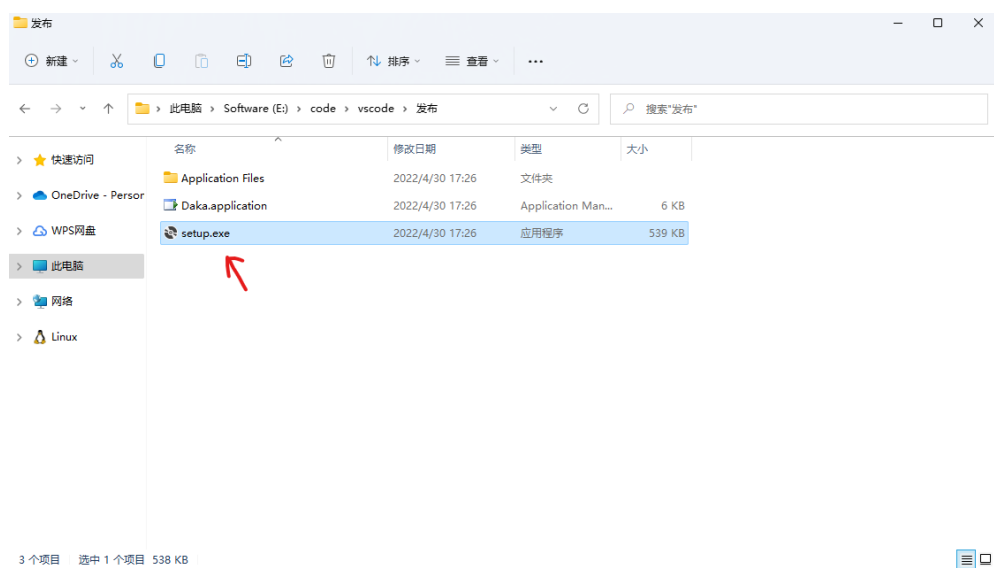 发布
新建 排序 查看 ...
此电脑 › Software (E:) › code › vscode › 发布 搜索"发布"
名称 修改日期 类型 大小
快速访问
OneDrive - Person
WPS网盘
此电脑
网络
Linux
Application Files 2022/4/30 17:26 文件夹
Daka.application 2022/4/30 17:26 Application Man... 6 KB
setup.exe 2022/4/30 17:26 应用程序 539 KB
3 个项目 选中 1 个项目 538 KB